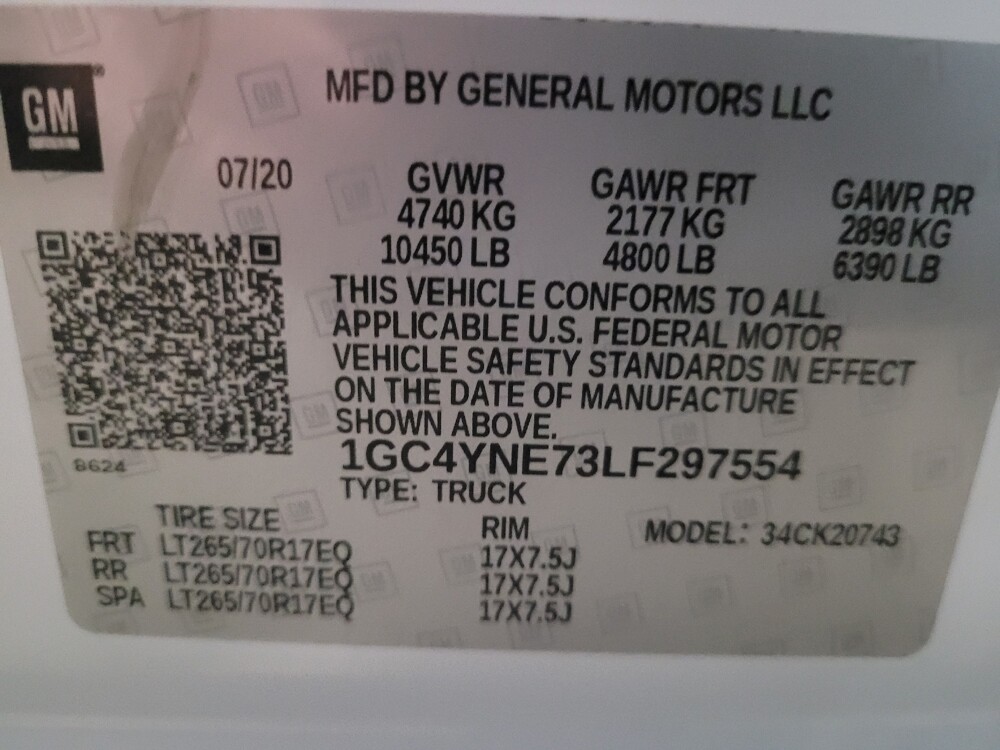 GM
MFD BY GENERAL MOTORS LLC
07/20 GVWR GAWR FRT GAWR RR
4740 KG 2177 KG 2898 KG
10450 LB 4800 LB 6390 LB
THIS VEHICLE CONFORMS TO ALL
APPLICABLE U.S. FEDERAL MOTOR
VEHICLE SAFETY STANDARDS IN EFFECT
ON THE DATE OF MANUFACTURE
SHOWN ABOVE.
8624
1GC4YNE73LF297554
TYPE: TRUCK
TIRE SIZE RIM MODEL: 34CK20743
FRT LT265/70R17EQ 17X7.5J
RR LT265/70R17EQ 17X7.5J
SPA LT265/70R17EQ 17X7.5J